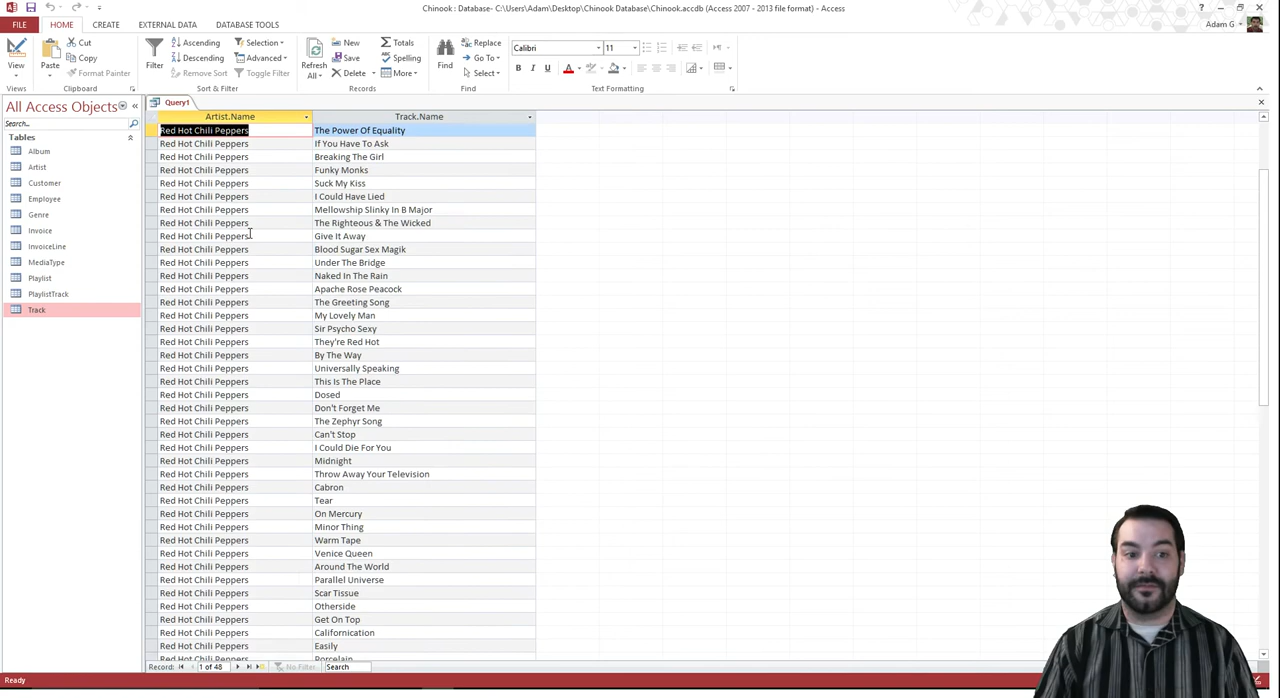 Chinook : Database- C:\Users\Adam\Desktop\Chinook Database\Chinook.accdb (Access 2007 - 2013 file format) - Access
FILE HOME CREATE EXTERNAL DATA DATABASE TOOLS Adam G
View Paste Cut Copy Format Painter Filter Ascending Descending Remove Sort Selection Advanced Toggle Filter Refresh All New Save Delete Totals Spelling More Find Replace Go To Select Calibri 11 B I U A
Views Clipboard Sort & Filter Records Find Text Formatting
All Access Objects
Search...
Tables
Album
Artist
Customer
Employee
Genre
Invoice
InvoiceLine
MediaType
Playlist
PlaylistTrack
Track
Query1
Artist.Name Track.Name
Red Hot Chili Peppers The Power Of Equality
Red Hot Chili Peppers If You Have To Ask
Red Hot Chili Peppers Breaking The Girl
Red Hot Chili Peppers Funky Monks
Red Hot Chili Peppers Suck My Kiss
Red Hot Chili Peppers I Could Have Lied
Red Hot Chili Peppers Mellowship Slinky In B Major
Red Hot Chili Peppers The Righteous & The Wicked
Red Hot Chili Peppers Give It Away
Red Hot Chili Peppers Blood Sugar Sex Magik
Red Hot Chili Peppers Under The Bridge
Red Hot Chili Peppers Naked In The Rain
Red Hot Chili Peppers Apache Rose Peacock
Red Hot Chili Peppers The Greeting Song
Red Hot Chili Peppers My Lovely Man
Red Hot Chili Peppers Sir Psycho Sexy
Red Hot Chili Peppers They're Red Hot
Red Hot Chili Peppers By The Way
Red Hot Chili Peppers Universally Speaking
Red Hot Chili Peppers This Is The Place
Red Hot Chili Peppers Dosed
Red Hot Chili Peppers Don't Forget Me
Red Hot Chili Peppers The Zephyr Song
Red Hot Chili Peppers Can't Stop
Red Hot Chili Peppers I Could Die For You
Red Hot Chili Peppers Midnight
Red Hot Chili Peppers Throw Away Your Television
Red Hot Chili Peppers Cabron
Red Hot Chili Peppers Tear
Red Hot Chili Peppers On Mercury
Red Hot Chili Peppers Minor Thing
Red Hot Chili Peppers Warm Tape
Red Hot Chili Peppers Venice Queen
Red Hot Chili Peppers Around The World
Red Hot Chili Peppers Parallel Universe
Red Hot Chili Peppers Scar Tissue
Red Hot Chili Peppers Otherside
Red Hot Chili Peppers Get On Top
Red Hot Chili Peppers Californication
Red Hot Chili Peppers Easily
Red Hot Chili Peppers Porcelain
Record: 1 of 48 No Filter Search
Ready